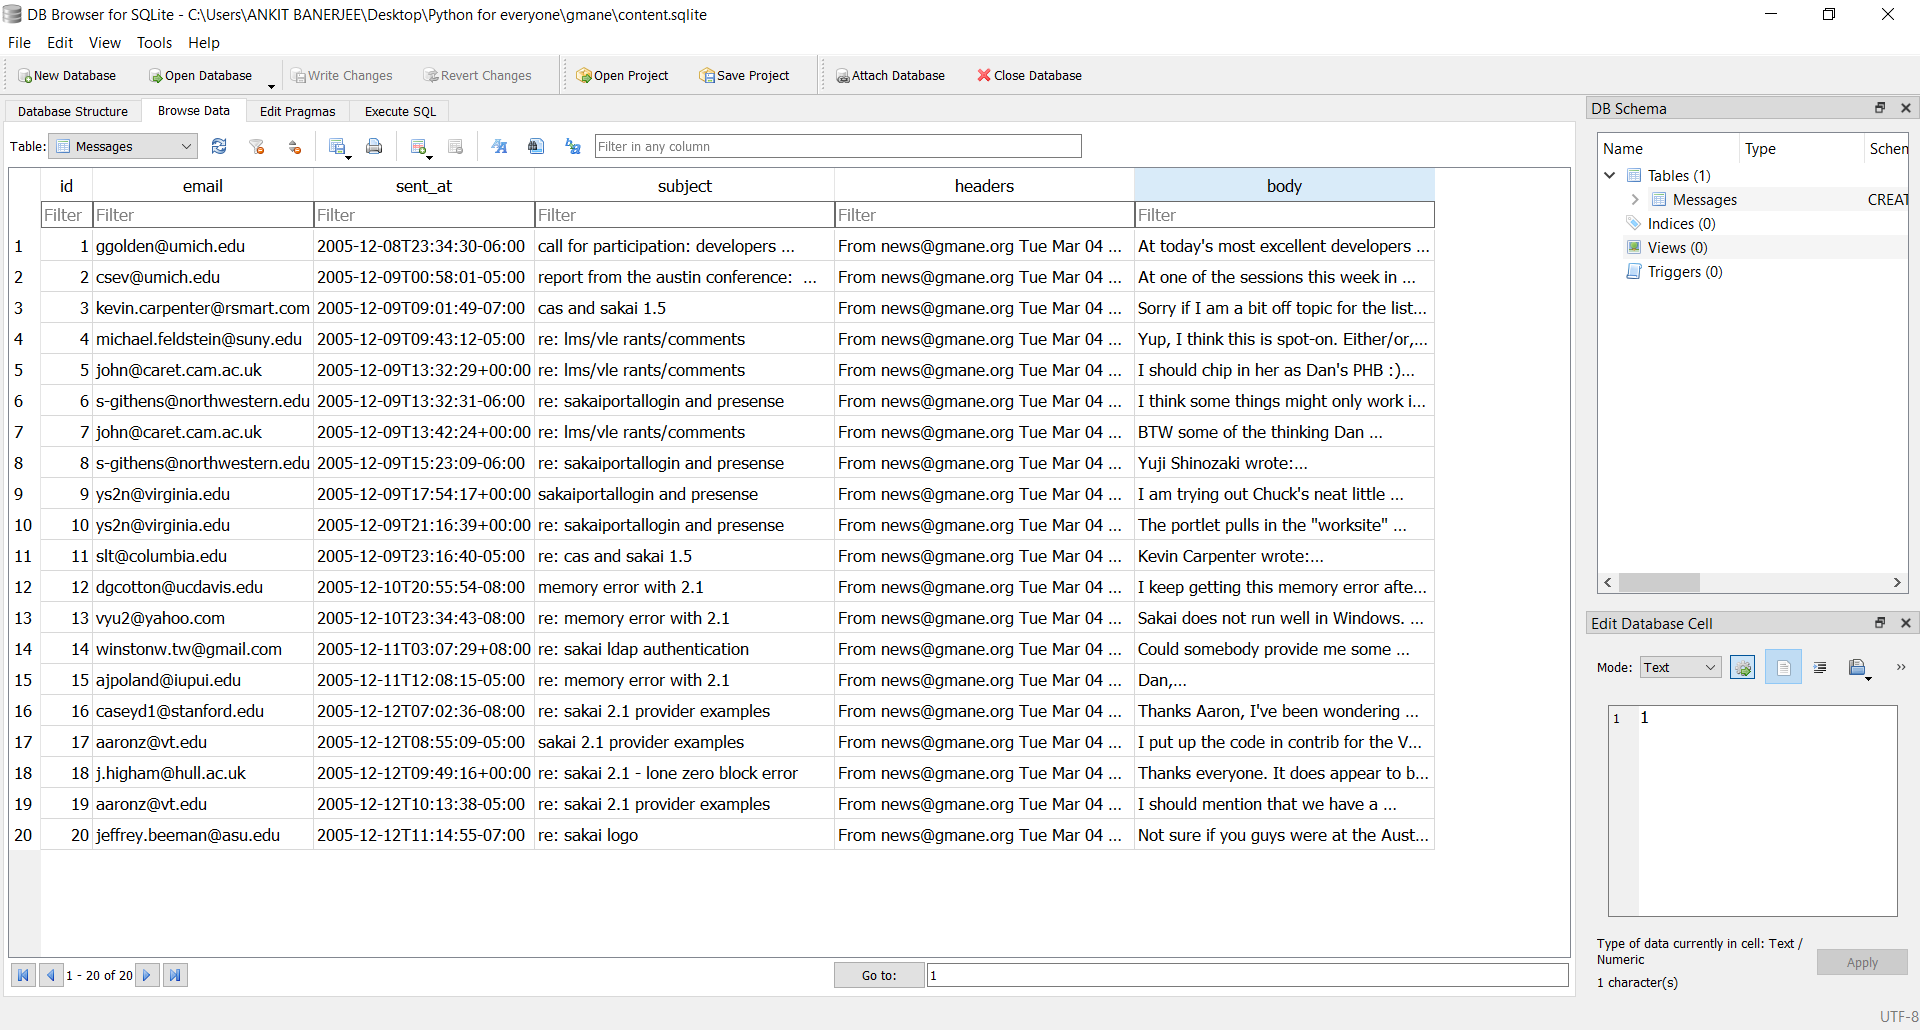 DB Browser for SQLite - C:\Users\ANKIT BANERJEE\Desktop\Python for everyone\gmane\content.sqlite
File Edit View Tools Help
New Database Open Database Write Changes Revert Changes Open Project Save Project Attach Database Close Database
Database Structure Browse Data Edit Pragmas Execute SQL
Table: Messages Filter in any column
id email sent_at subject headers body
Filter Filter Filter Filter Filter Filter
1 1 ggolden@umich.edu 2005-12-08T23:34:30-06:00 call for participation: developers ... From news@gmane.org Tue Mar 04 ... At today's most excellent developers ...
2 2 csev@umich.edu 2005-12-09T00:58:01-05:00 report from the austin conference: ... From news@gmane.org Tue Mar 04 ... At one of the sessions this week in ...
3 3 kevin.carpenter@rsmart.com 2005-12-09T09:01:49-07:00 cas and sakai 1.5 From news@gmane.org Tue Mar 04 ... Sorry if I am a bit off topic for the list...
4 4 michael.feldstein@suny.edu 2005-12-09T09:43:12-05:00 re: lms/vle rants/comments From news@gmane.org Tue Mar 04 ... Yup, I think this is spot-on. Either/or,...
5 5 john@caret.cam.ac.uk 2005-12-09T13:32:29+00:00 re: lms/vle rants/comments From news@gmane.org Tue Mar 04 ... I should chip in her as Dan's PHB :)...
6 6 s-githens@northwestern.edu 2005-12-09T13:32:31-06:00 re: sakaiportallogin and presense From news@gmane.org Tue Mar 04 ... I think some things might only work i...
7 7 john@caret.cam.ac.uk 2005-12-09T13:42:24+00:00 re: lms/vle rants/comments From news@gmane.org Tue Mar 04 ... BTW some of the thinking Dan ...
8 8 s-githens@northwestern.edu 2005-12-09T15:23:09-06:00 re: sakaiportallogin and presense From news@gmane.org Tue Mar 04 ... Yuji Shinozaki wrote:...
9 9 ys2n@virginia.edu 2005-12-09T17:54:17+00:00 sakaiportallogin and presense From news@gmane.org Tue Mar 04 ... I am trying out Chuck's neat little ...
10 10 ys2n@virginia.edu 2005-12-09T21:16:39+00:00 re: sakaiportallogin and presense From news@gmane.org Tue Mar 04 ... The portlet pulls in the "worksite" ...
11 11 slt@columbia.edu 2005-12-09T23:16:40-05:00 re: cas and sakai 1.5 From news@gmane.org Tue Mar 04 ... Kevin Carpenter wrote:...
12 12 dgcotton@ucdavis.edu 2005-12-10T20:55:54-08:00 memory error with 2.1 From news@gmane.org Tue Mar 04 ... I keep getting this memory error afte...
13 13 vyu2@yahoo.com 2005-12-10T23:34:43-08:00 re: memory error with 2.1 From news@gmane.org Tue Mar 04 ... Sakai does not run well in Windows. ...
14 14 winstonw.tw@gmail.com 2005-12-11T03:07:29+08:00 re: sakai ldap authentication From news@gmane.org Tue Mar 04 ... Could somebody provide me some ...
15 15 ajpoland@iupui.edu 2005-12-11T12:08:15-05:00 re: memory error with 2.1 From news@gmane.org Tue Mar 04 ... Dan,...
16 16 caseyd1@stanford.edu 2005-12-12T07:02:36-08:00 re: sakai 2.1 provider examples From news@gmane.org Tue Mar 04 ... Thanks Aaron, I've been wondering ...
17 17 aaronz@vt.edu 2005-12-12T08:55:09-05:00 sakai 2.1 provider examples From news@gmane.org Tue Mar 04 ... I put up the code in contrib for the V...
18 18 j.higham@hull.ac.uk 2005-12-12T09:49:16+00:00 re: sakai 2.1 - lone zero block error From news@gmane.org Tue Mar 04 ... Thanks everyone. It does appear to b...
19 19 aaronz@vt.edu 2005-12-12T10:13:38-05:00 re: sakai 2.1 provider examples From news@gmane.org Tue Mar 04 ... I should mention that we have a ...
20 20 jeffrey.beeman@asu.edu 2005-12-12T11:14:55-07:00 re: sakai logo From news@gmane.org Tue Mar 04 ... Not sure if you guys were at the Aust...
1 - 20 of 20 Go to: 1
DB Schema
Name Type Schen
Tables (1)
Messages CREAT
Indices (0)
Views (0)
Triggers (0)
Edit Database Cell
Mode: Text
1 1
Type of data currently in cell: Text /
Numeric
1 character(s)
Apply
UTF-8